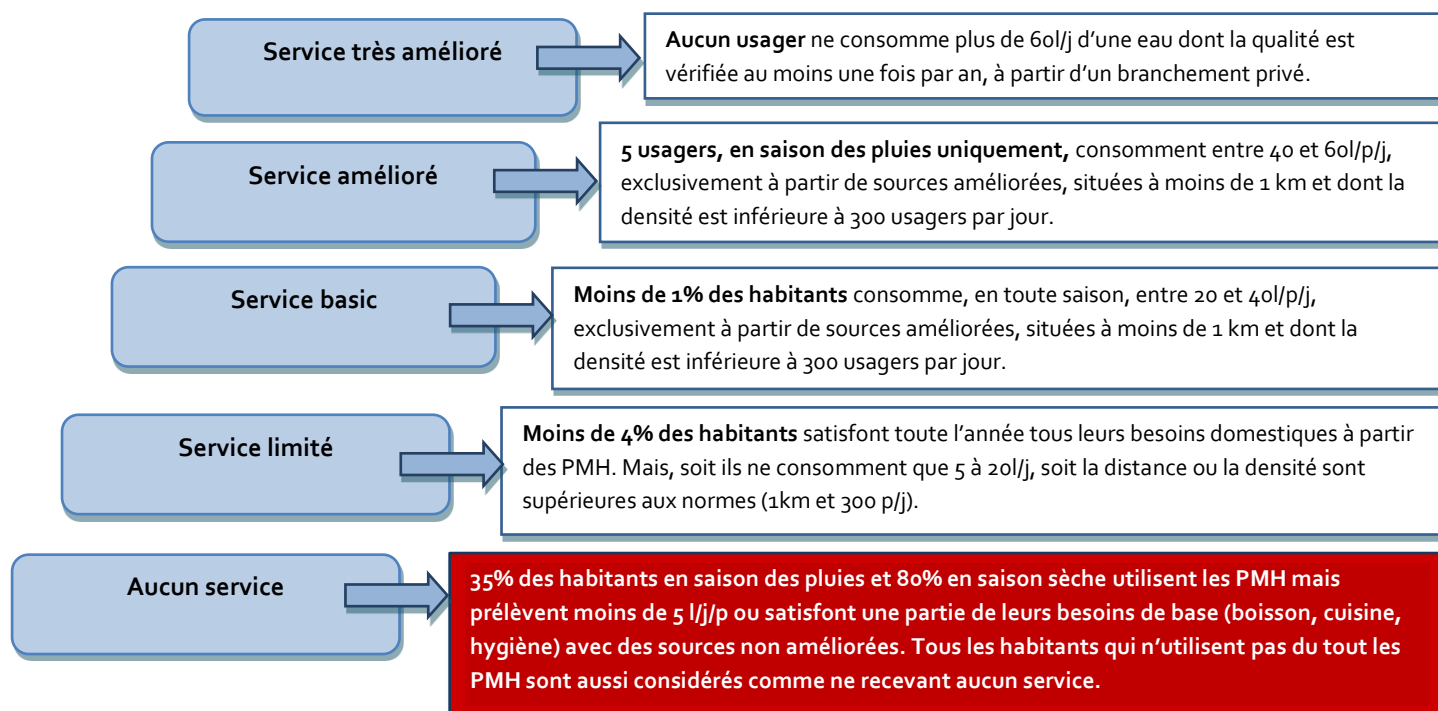 Service très amélioré
Aucun usager ne consomme plus de 60l/j d’une eau dont la qualité est
vérifiée au moins une fois par an, à partir d’un branchement privé.
Service amélioré
5 usagers, en saison des pluies uniquement, consomment entre 40 et 60l/p/j,
exclusivement à partir de sources améliorées, situées à moins de 1 km et dont la
densité est inférieure à 300 usagers par jour.
Service basic
Moins de 1% des habitants consomme, en toute saison, entre 20 et 40l/p/j,
exclusivement à partir de sources améliorées, situées à moins de 1 km et dont la
densité est inférieure à 300 usagers par jour.
Service limité
Moins de 4% des habitants satisfont toute l’année tous leurs besoins domestiques à partir
des PMH. Mais, soit ils ne consomment que 5 à 20l/j, soit la distance ou la densité sont
supérieures aux normes (1km et 300 p/j).
Aucun service
35% des habitants en saison des pluies et 80% en saison sèche utilisent les PMH mais
prélèvent moins de 5 l/j/p ou satisfont une partie de leurs besoins de base (boisson, cuisine,
hygiène) avec des sources non améliorées. Tous les habitants qui n’utilisent pas du tout les
PMH sont aussi considérés comme ne recevant aucun service.